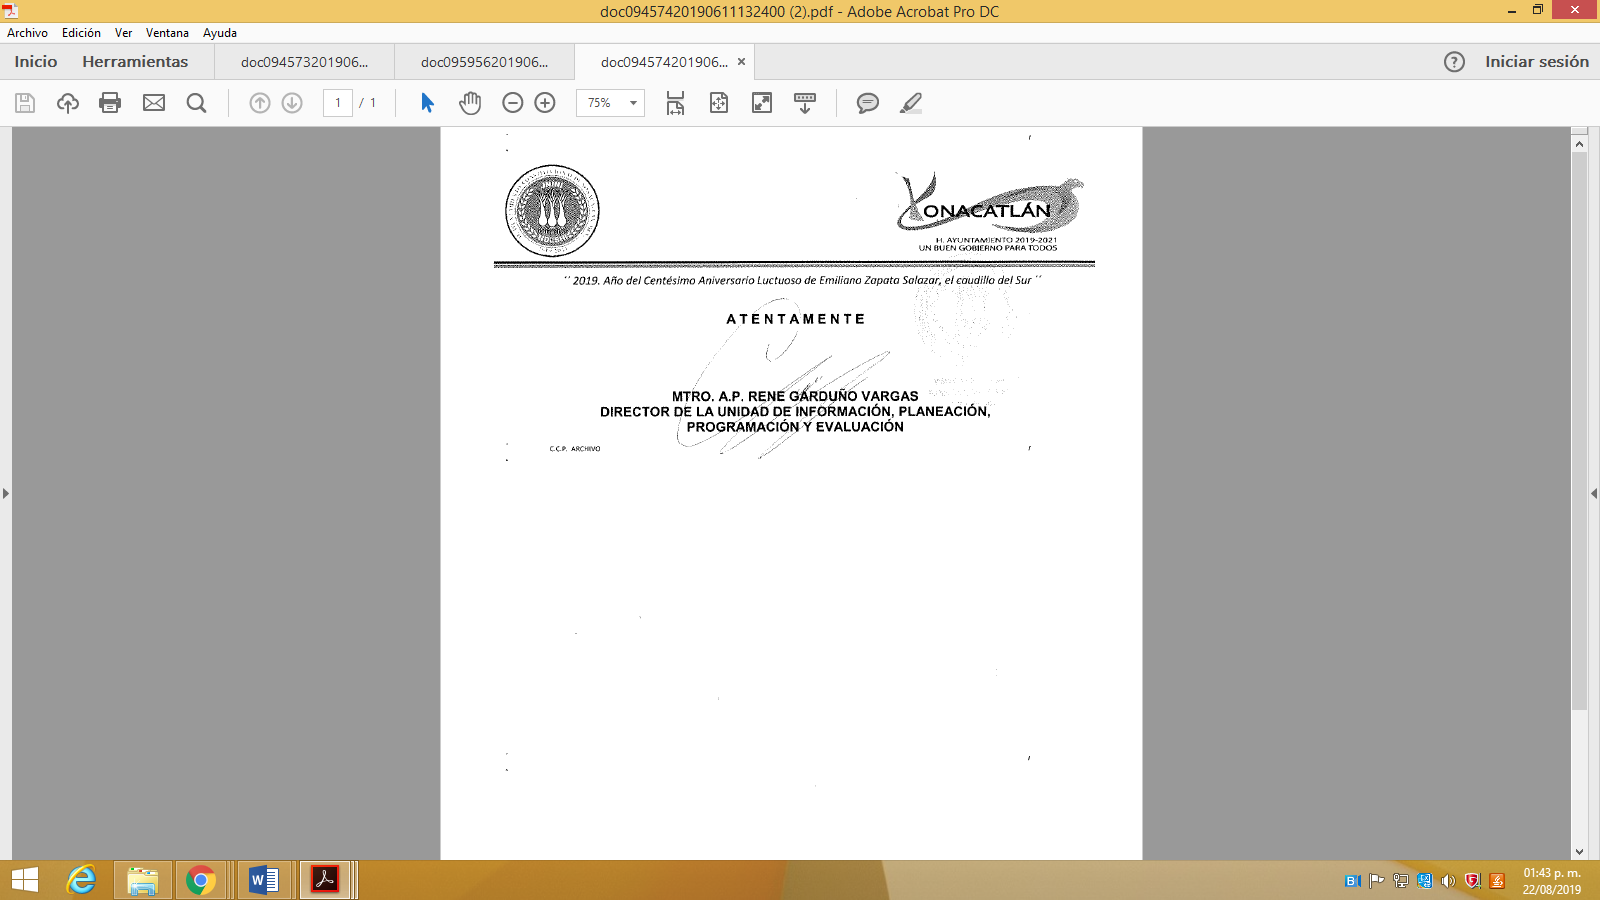 doc09457420190611132400 (2).pdf - Adobe Acrobat Pro DC
Archivo Edición Ver Ventana Ayuda
Inicio Herramientas doc094573201906... doc095956201906... doc094574201906... × Iniciar sesión
1 / 1 75%
XONACATLÁN
H. AYUNTAMIENTO 2019-2021
UN BUEN GOBIERNO PARA TODOS
´´ 2019. Año del Centésimo Aniversario Luctuoso de Emiliano Zapata Salazar, el caudillo del Sur ´´
A T E N T A M E N T E
MTRO. A.P. RENE GARDUÑO VARGAS
DIRECTOR DE LA UNIDAD DE INFORMACIÓN, PLANEACIÓN,
PROGRAMACIÓN Y EVALUACIÓN
C.C.P. ARCHIVO
01:43 p. m.
22/08/2019